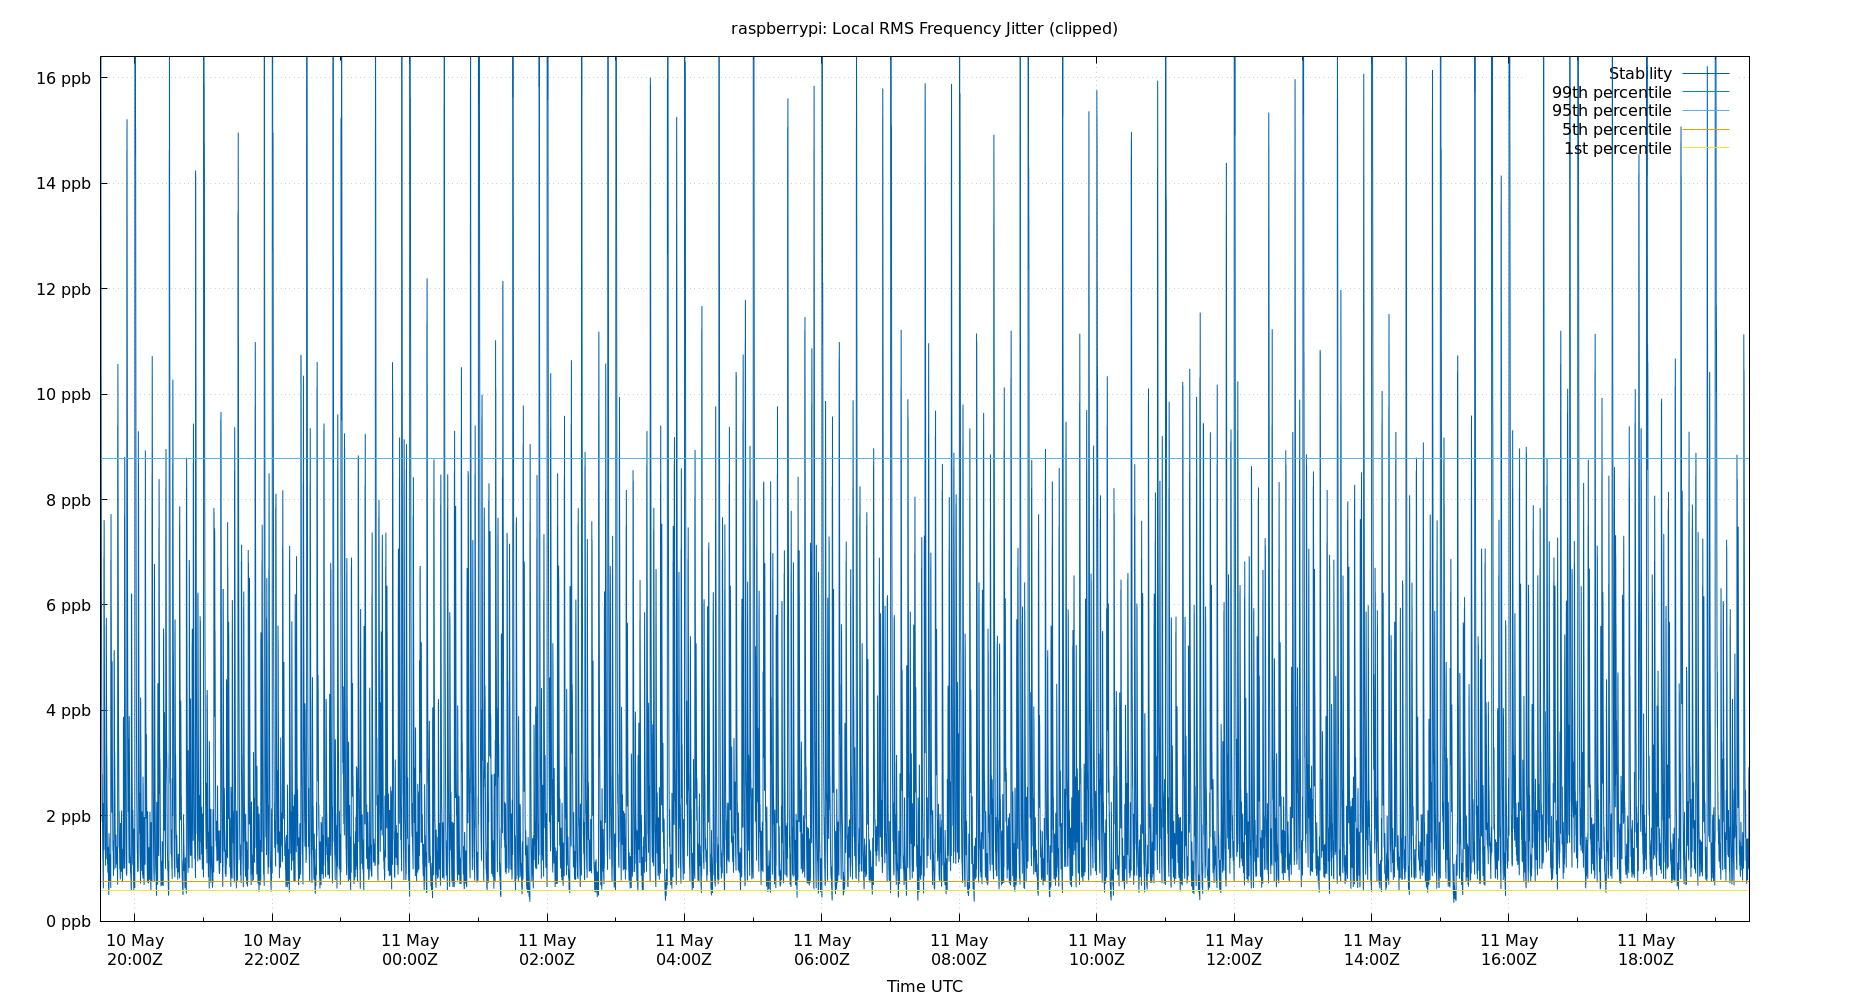 raspberrypi: Local RMS Frequency Jitter (clipped)
16 ppb
14 ppb
12 ppb
10 ppb
8 ppb
6 ppb
4 ppb
2 ppb
0 ppb
Stability
99th percentile
95th percentile
5th percentile
1st percentile
10 May 20:00Z
10 May 22:00Z
11 May 00:00Z
11 May 02:00Z
11 May 04:00Z
11 May 06:00Z
11 May 08:00Z
11 May 10:00Z
11 May 12:00Z
11 May 14:00Z
11 May 16:00Z
11 May 18:00Z
Time UTC